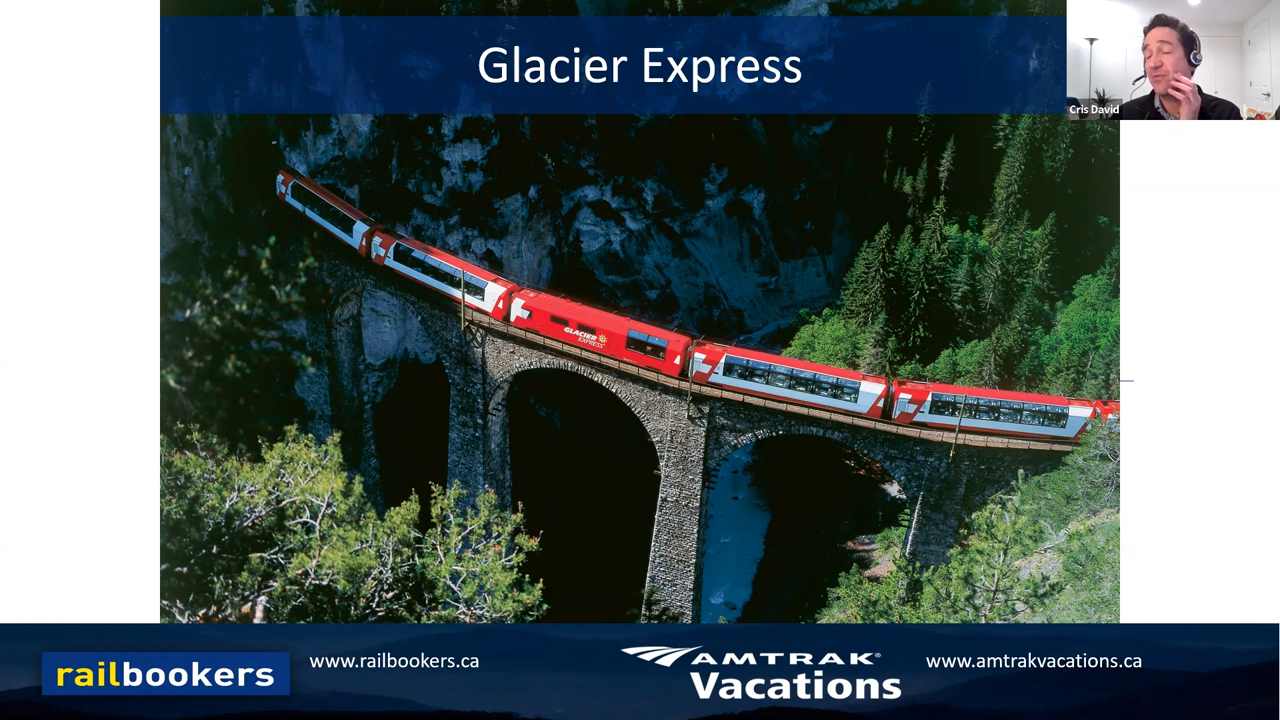 Glacier Express
Cris David
GLACIER
EXPRESS
railbookers
www.railbookers.ca
AMTRAK®
Vacations
www.amtrakvacations.ca